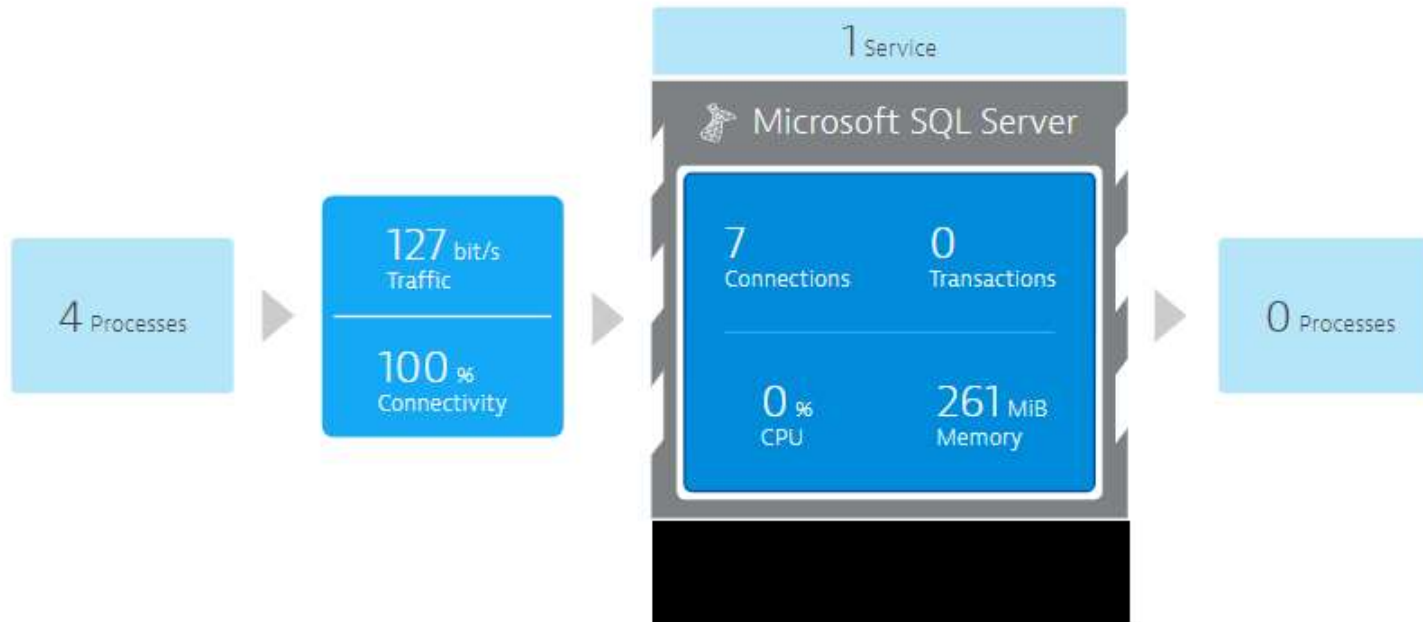 1 Service
Microsoft SQL Server
4 Processes
127 bit/s
Traffic
100 %
Connectivity
7
Connections
0
Transactions
0 %
CPU
261 MiB
Memory
0 Processes